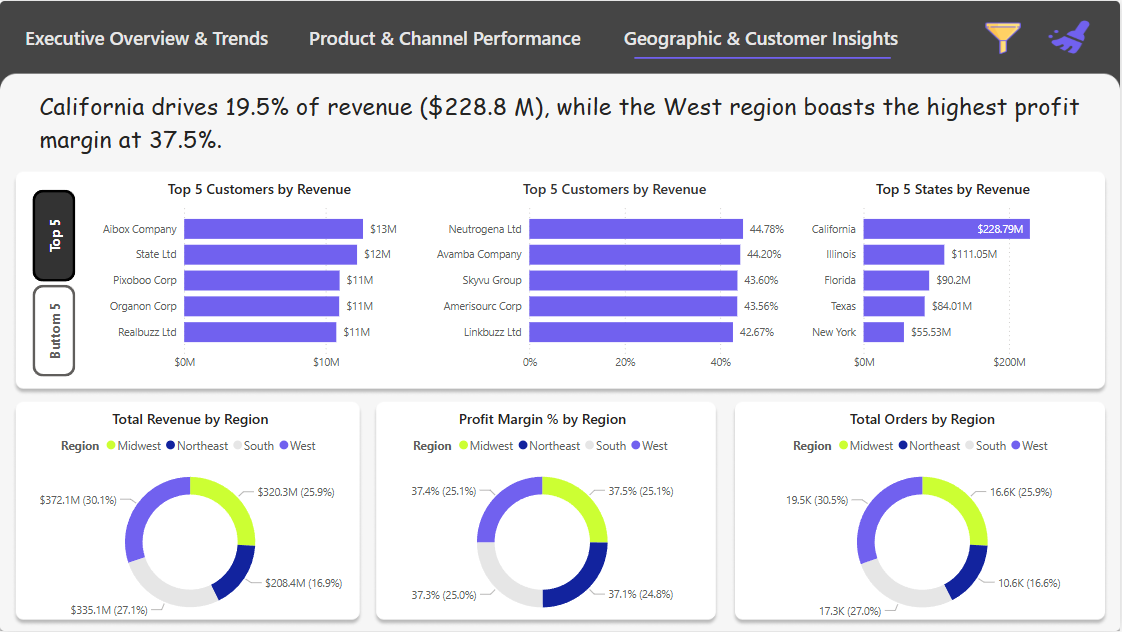 Executive Overview & Trends
Product & Channel Performance
Geographic & Customer Insights
California drives 19.5% of revenue ($228.8 M), while the West region boasts the highest profit
margin at 37.5%.
Top 5
Buttom 5
Top 5 Customers by Revenue
Aibox Company $13M
State Ltd $12M
Pixoboo Corp $11M
Organon Corp $11M
Realbuzz Ltd $11M
$0M $10M
Top 5 Customers by Revenue
Neutrogena Ltd 44.78%
Avamba Company 44.20%
Skyvu Group 43.60%
Amerisourc Corp 43.56%
Linkbuzz Ltd 42.67%
0% 20% 40%
Top 5 States by Revenue
California $228.79M
Illinois $111.05M
Florida $90.2M
Texas $84.01M
New York $55.53M
$0M $200M
Total Revenue by Region
Region Midwest Northeast South West
$372.1M (30.1%) $320.3M (25.9%)
$208.4M (16.9%)
$335.1M (27.1%)
Profit Margin % by Region
Region Midwest Northeast South West
37.4% (25.1%) 37.5% (25.1%)
37.3% (25.0%) 37.1% (24.8%)
Total Orders by Region
Region Midwest Northeast South West
19.5K (30.5%) 16.6K (25.9%)
10.6K (16.6%)
17.3K (27.0%)